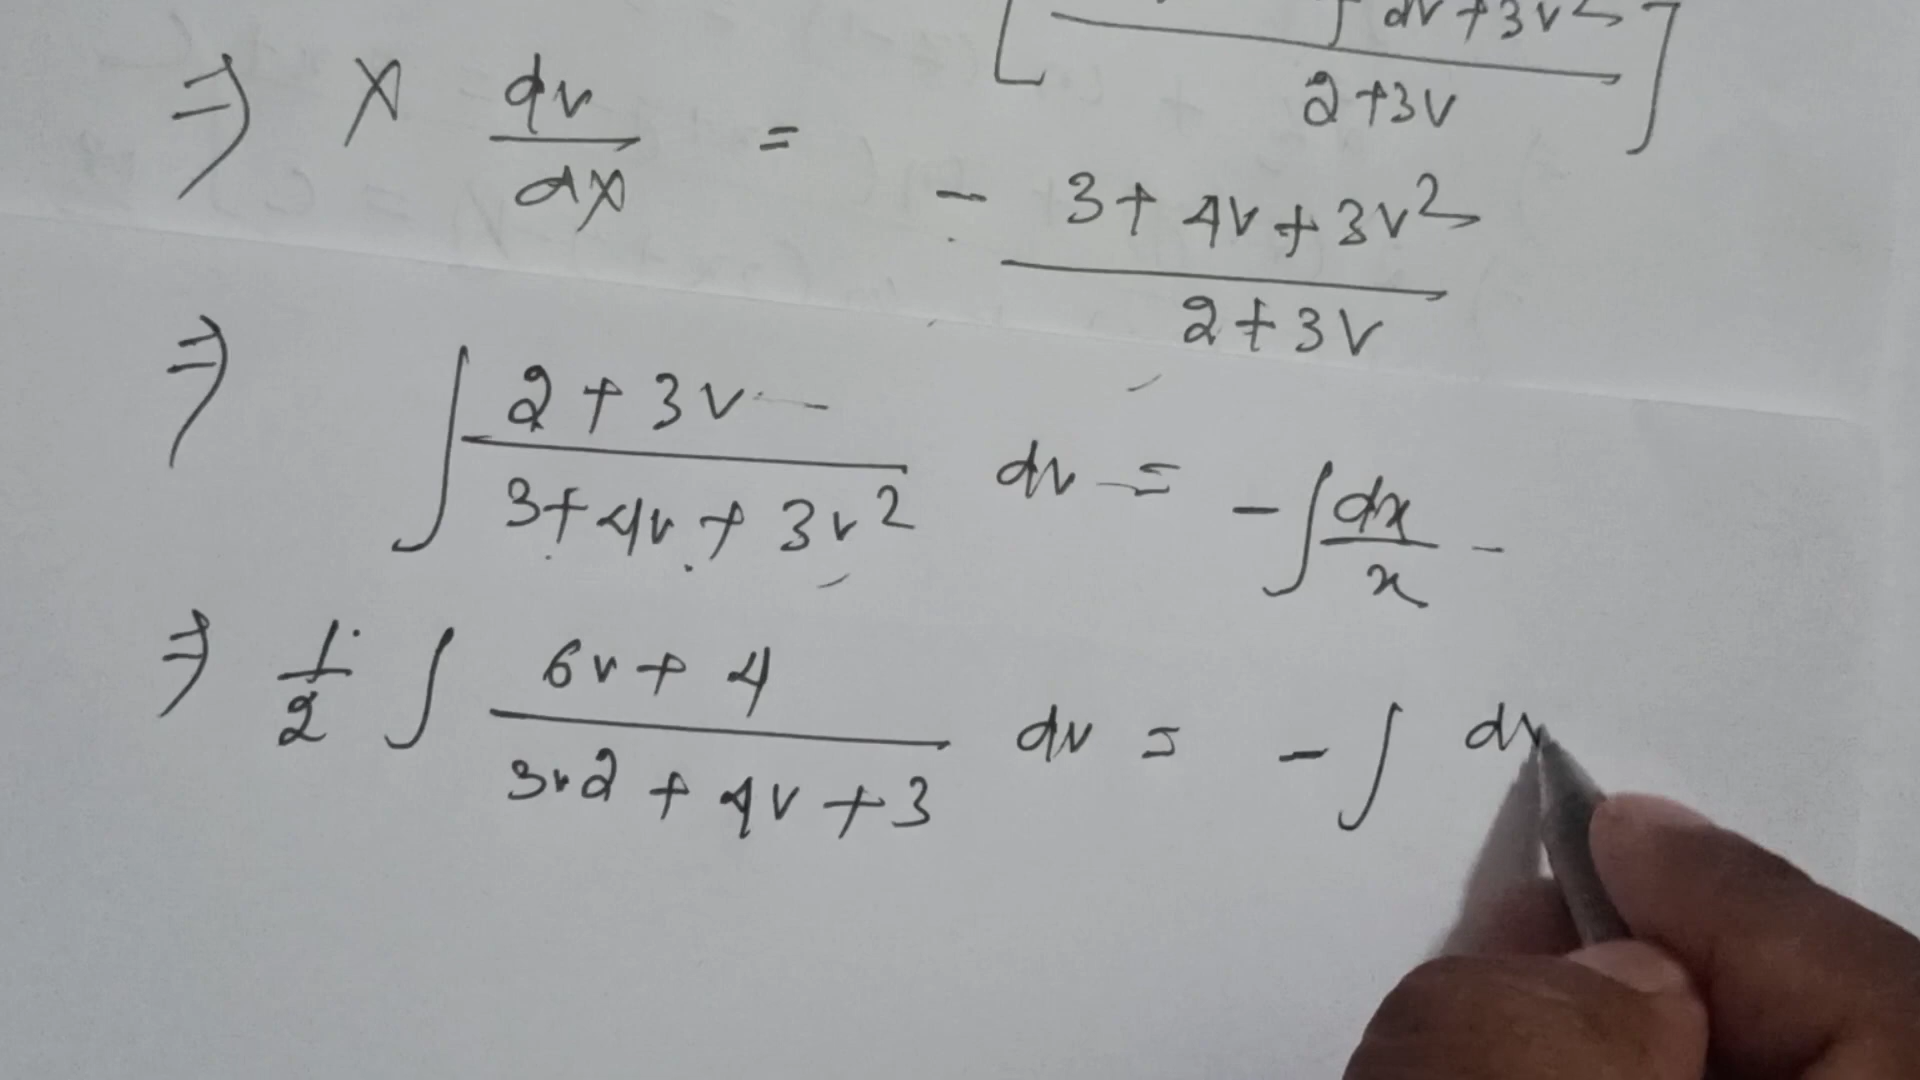 [ ∫ dv + 3v² / 2+3v ]
⇒ x dv/dx = - 3+4v+3v² / 2+3v
⇒ ∫ 2+3v / 3+4v+3v² dv = -∫ dx/x
⇒ 1/2 ∫ 6v+4 / 3v2+4v+3 dv = -∫ dx